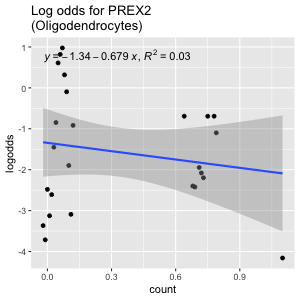 Log odds for PREX2
(Oligodendrocytes)
y = − 1.34 − 0.679 x, R² = 0.03
1
0
-1
-2
-3
-4
logodds
0.0 0.3 0.6 0.9
count